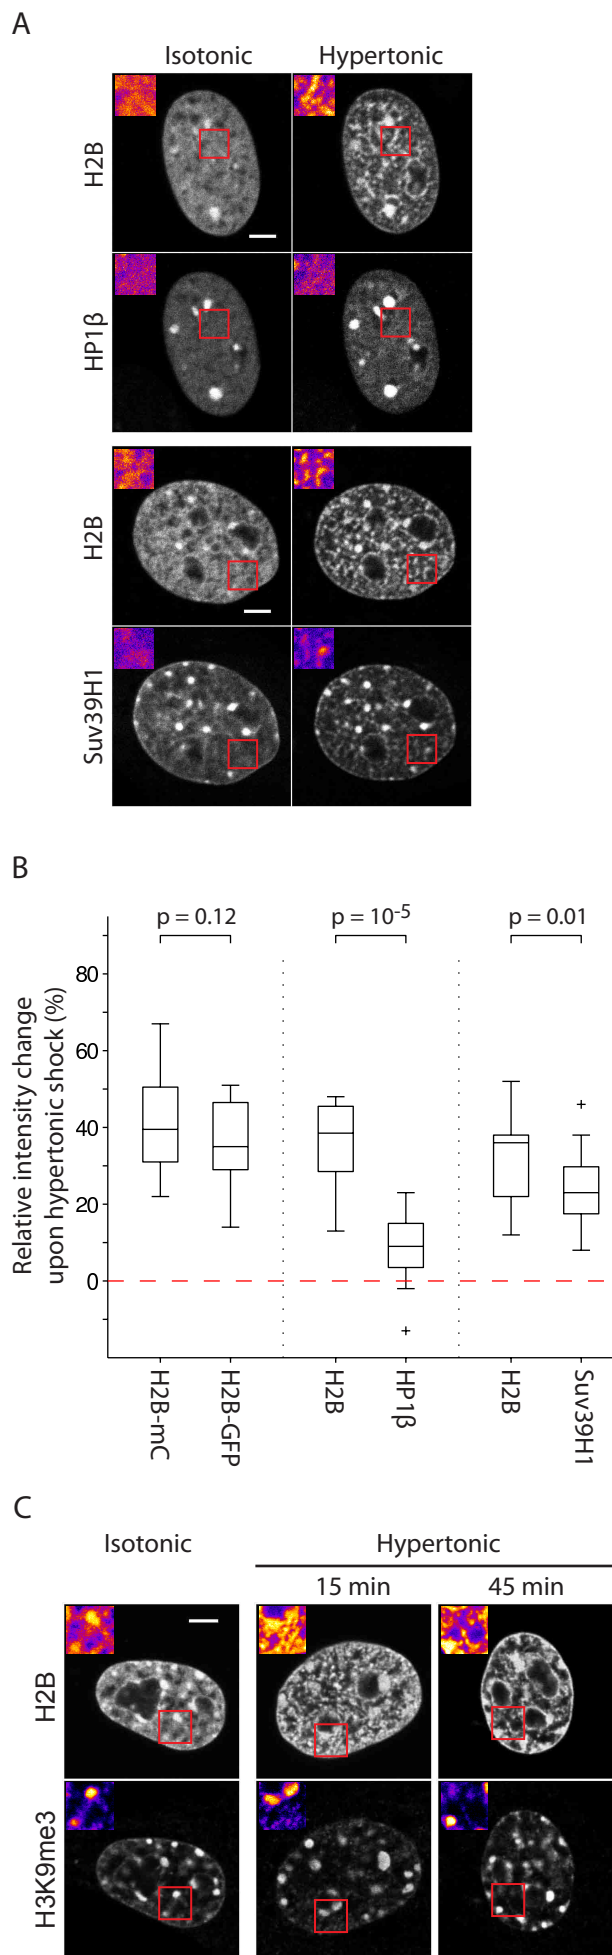 A
Isotonic Hypertonic
H2B
HP1β
H2B
Suv39H1
B
p = 0.12 p = 10-5 p = 0.01
Relative intensity change
upon hypertonic shock (%)
80
60
40
20
0
H2B-mC H2B-GFP H2B HP1β H2B Suv39H1
C
Isotonic Hypertonic
15 min 45 min
H2B
H3K9me3